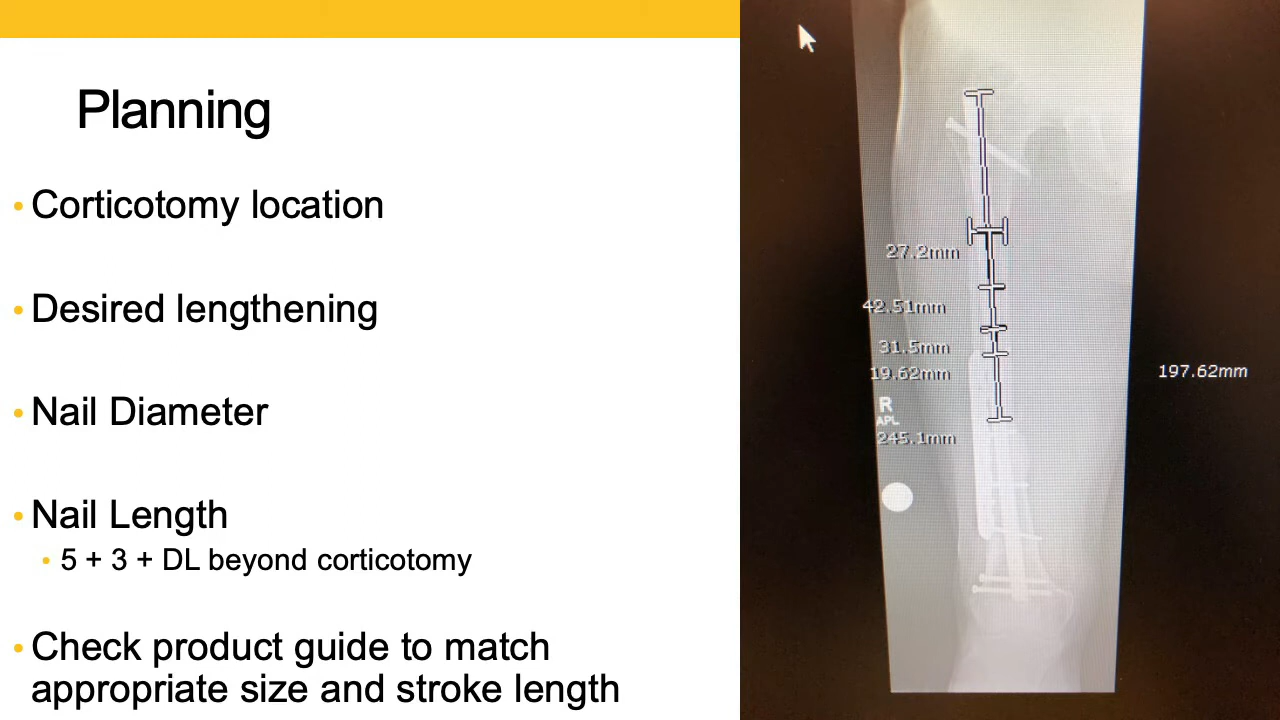 Planning
• Corticotomy location
• Desired lengthening
• Nail Diameter
• Nail Length
• 5 + 3 + DL beyond corticotomy
• Check product guide to match
appropriate size and stroke length
27.2mm
42.51mm
31.5mm
19.62mm
197.62mm
R
APL
245.1mm